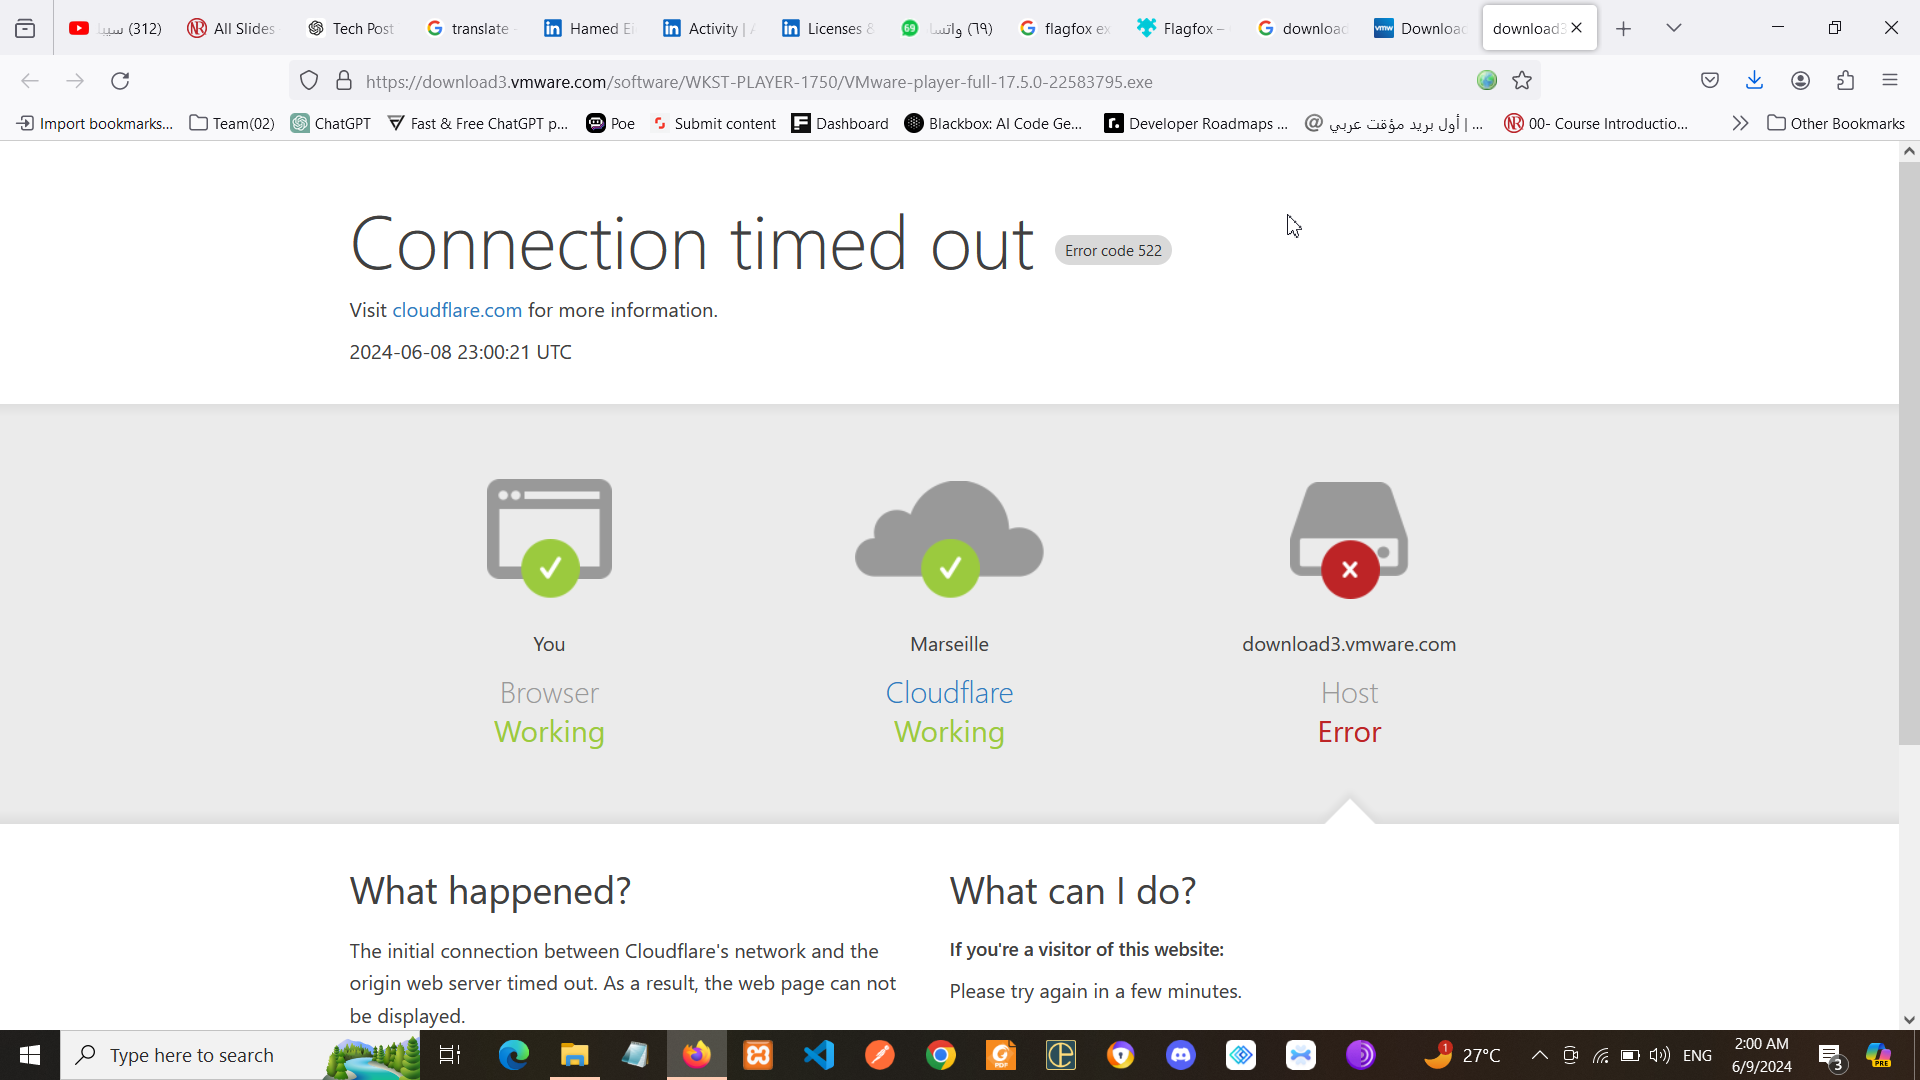 سيبا (312)
All Slides
Tech Post
translate -
Hamed Ei
Activity | A
Licenses &
(٦٩) واتسا
flagfox ex
Flagfox –
download
Download
download3
https://download3.vmware.com/software/WKST-PLAYER-1750/VMware-player-full-17.5.0-22583795.exe
Import bookmarks...
Team(02)
ChatGPT
Fast & Free ChatGPT p...
Poe
Submit content
Dashboard
Blackbox: AI Code Ge...
Developer Roadmaps ...
أول بريد مؤقت عربي | ...
00- Course Introductio...
Other Bookmarks
Connection timed out
Error code 522
Visit cloudflare.com for more information.
2024-06-08 23:00:21 UTC
You
Browser
Working
Marseille
Cloudflare
Working
download3.vmware.com
Host
Error
What happened?
The initial connection between Cloudflare's network and the
origin web server timed out. As a result, the web page can not
be displayed.
What can I do?
If you're a visitor of this website:
Please try again in a few minutes.
Type here to search
27°C
ENG
2:00 AM
6/9/2024